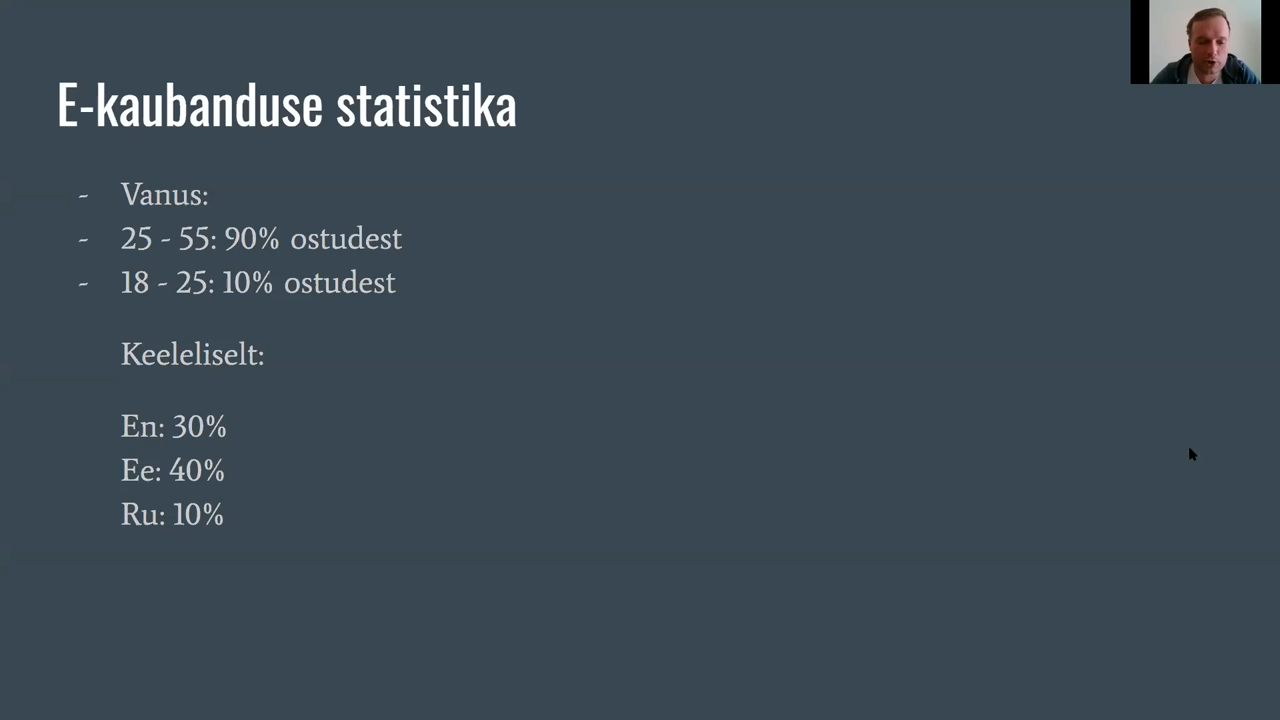 E-kaubanduse statistika
- Vanus:
- 25 - 55: 90% ostudest
- 18 - 25: 10% ostudest
Keeleliselt:
En: 30%
Ee: 40%
Ru: 10%